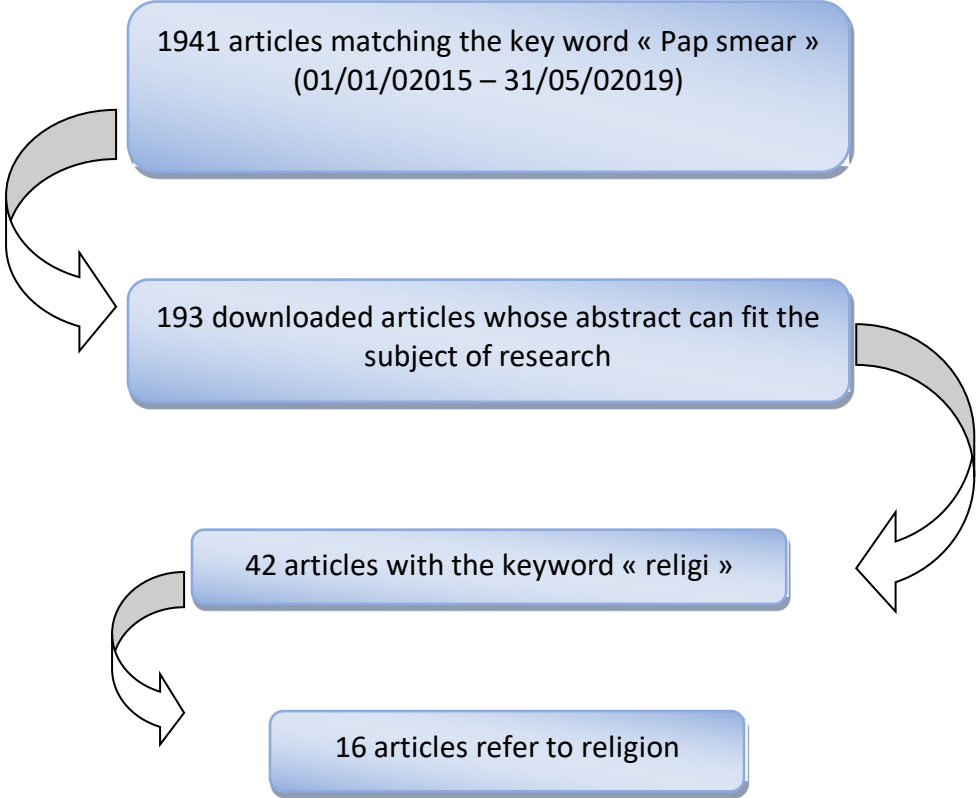 1941 articles matching the key word « Pap smear »
(01/01/02015 – 31/05/02019)
193 downloaded articles whose abstract can fit the
subject of research
42 articles with the keyword « religi »
16 articles refer to religion